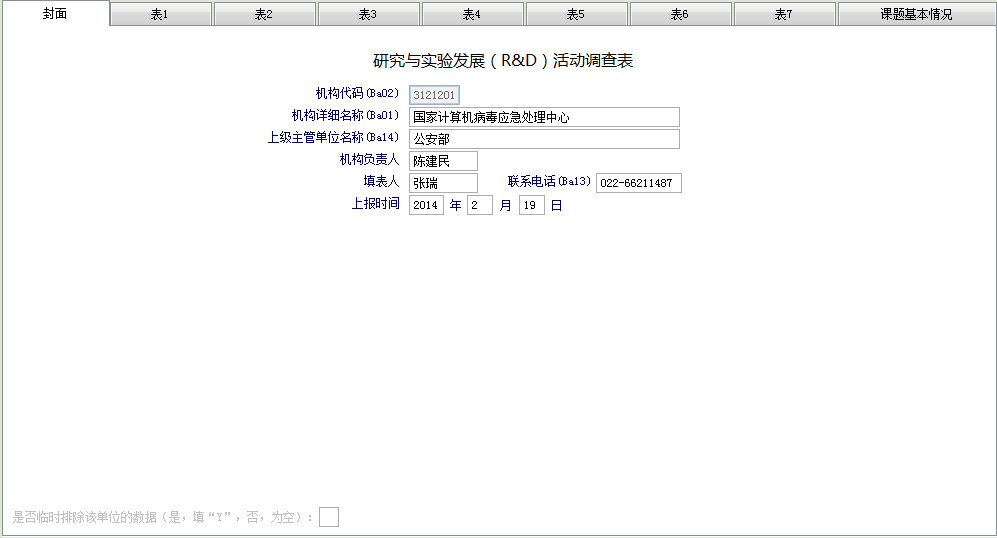 封面 表1 表2 表3 表4 表5 表6 表7 课题基本情况
研究与实验发展（R&D）活动调查表
机构代码(Ba02) 3121201
机构详细名称(Ba01) 国家计算机病毒应急处理中心
上级主管单位名称(Ba14) 公安部
机构负责人 陈建民
填表人 张瑞 联系电话(Ba13) 022-66211487
上报时间 2014 年 2 月 19 日
是否临时排除该单位的数据（是，填“Y”，否，为空）：